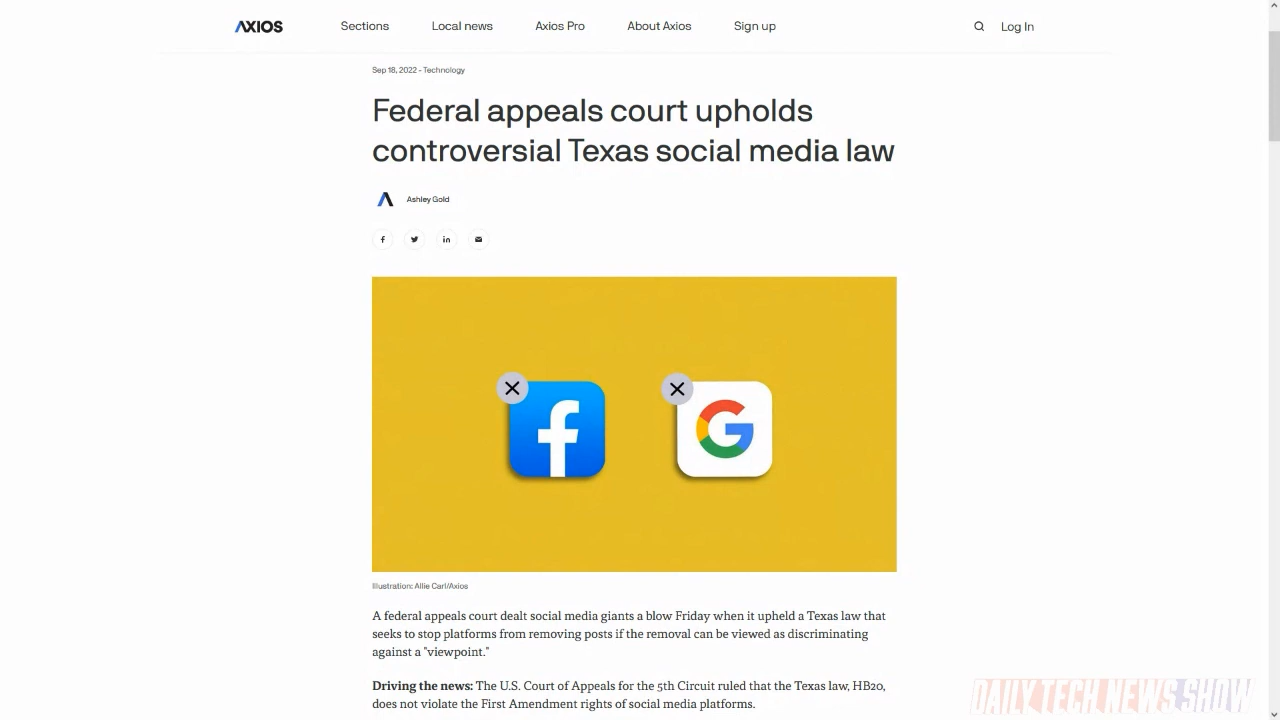 AXIOS Sections Local news Axios Pro About Axios Sign up Log In
Sep 18, 2022 - Technology
Federal appeals court upholds
controversial Texas social media law
Ashley Gold
Illustration: Allie Carl/Axios
A federal appeals court dealt social media giants a blow Friday when it upheld a Texas law that
seeks to stop platforms from removing posts if the removal can be viewed as discriminating
against a "viewpoint."
Driving the news: The U.S. Court of Appeals for the 5th Circuit ruled that the Texas law, HB20,
does not violate the First Amendment rights of social media platforms.
DAILY TECH NEWS SHOW